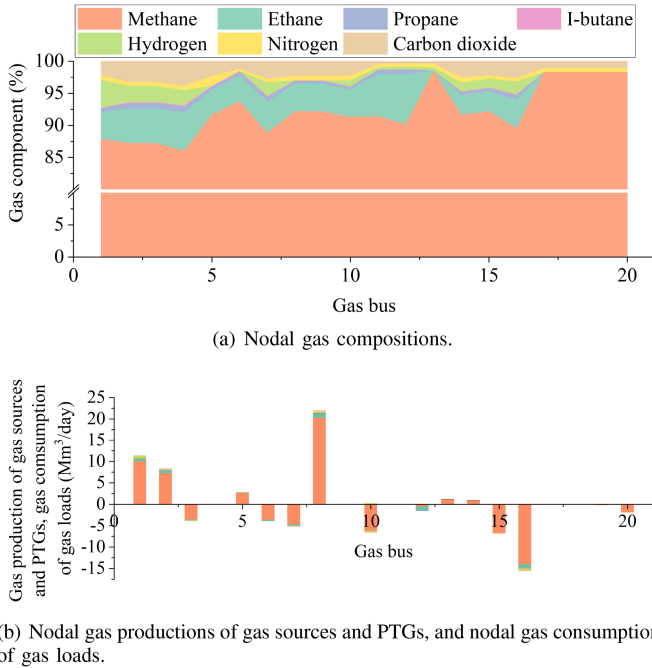 Methane Ethane Propane I-butane
Hydrogen Nitrogen Carbon dioxide
Gas component (%)
100
95
90
85
5
0
0 5 10 15 20
Gas bus
(a) Nodal gas compositions.
Gas production of gas sources
and PTGs, gas comsumption
of gas loads (Mm³/day)
25
20
15
10
5
0
-5
-10
-15
0 5 10 15 20
Gas bus
(b) Nodal gas productions of gas sources and PTGs, and nodal gas consumption
of gas loads.